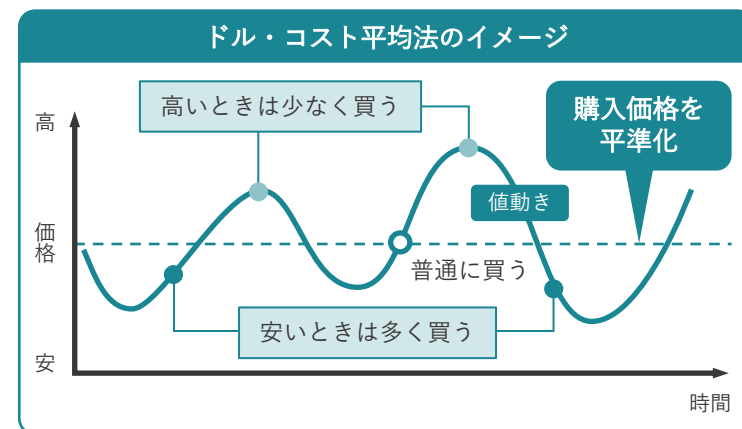 ドル・コスト平均法のイメージ
高いときは少なく買う
購入価格を
平準化
高
値動き
価格
普通に買う
安いときは多く買う
安
時間